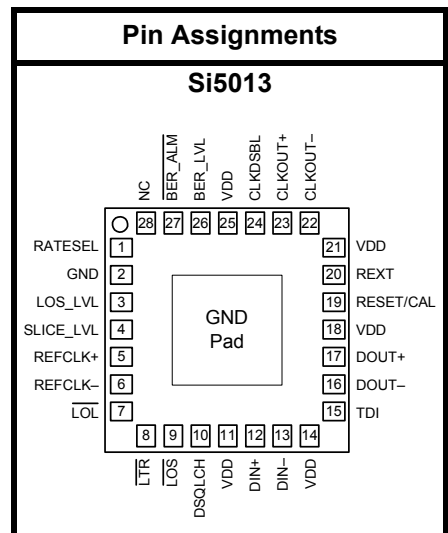 Pin Assignments
Si5013
NC
BER_ALM
BER_LVL
VDD
CLKDSBL
CLKOUT+
CLKOUT–
28 27 26 25 24 23 22
RATESEL 1
GND 2
LOS_LVL 3
SLICE_LVL 4
REFCLK+ 5
REFCLK– 6
LOL 7
GND
Pad
21 VDD
20 REXT
19 RESET/CAL
18 VDD
17 DOUT+
16 DOUT–
15 TDI
8 9 10 11 12 13 14
LTR
LOS
DSQLCH
VDD
DIN+
DIN–
VDD